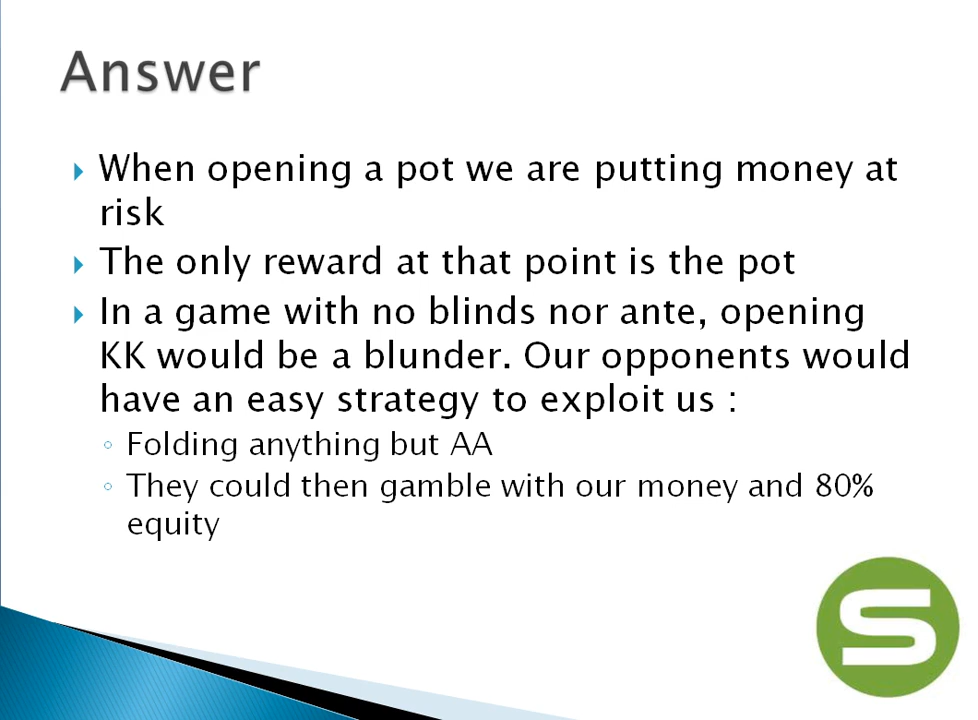 Answer
When opening a pot we are putting money at
risk
The only reward at that point is the pot
In a game with no blinds nor ante, opening
KK would be a blunder. Our opponents would
have an easy strategy to exploit us :
Folding anything but AA
They could then gamble with our money and 80%
equity
S